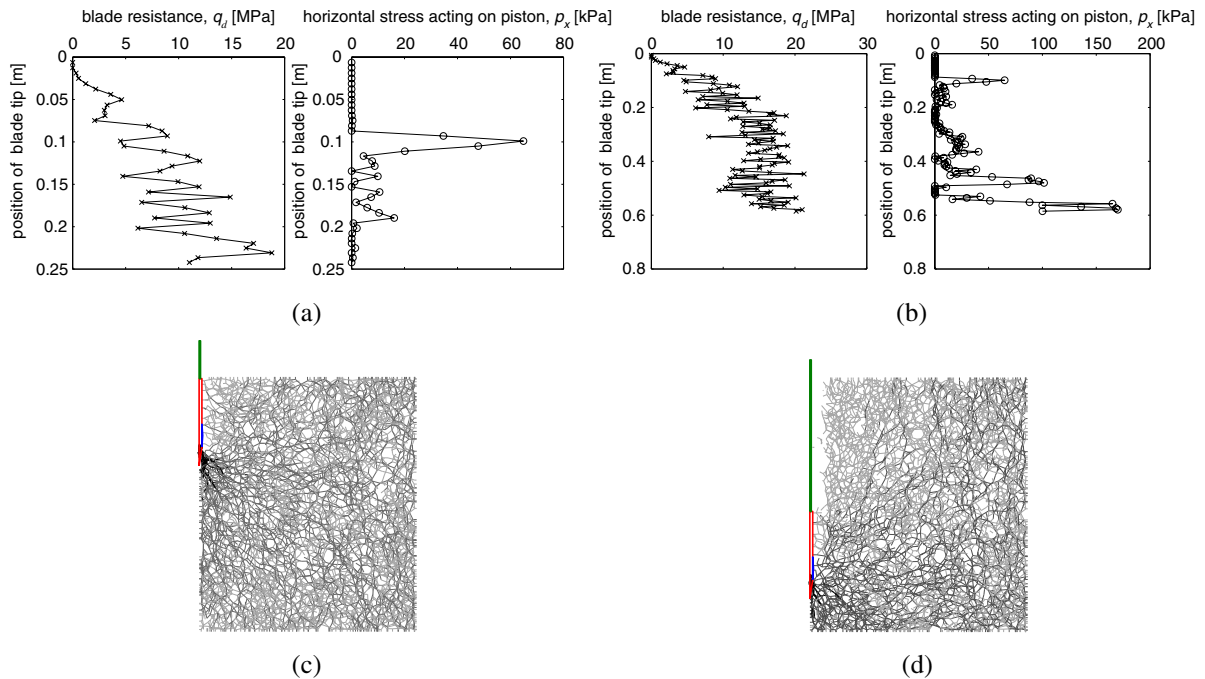 blade resistance, q_d [MPa]
horizontal stress acting on piston, p_x [kPa]
0 5 10 15 20
0 20 40 60 80
position of blade tip [m]
0
0.05
0.1
0.15
0.2
0.25
position of blade tip [m]
0
0.05
0.1
0.15
0.2
0.25
(a)
blade resistance, q_d [MPa]
horizontal stress acting on piston, p_x [kPa]
0 10 20 30
0 50 100 150 200
position of blade tip [m]
0
0.2
0.4
0.6
0.8
position of blade tip [m]
0
0.2
0.4
0.6
0.8
(b)
(c)
(d)